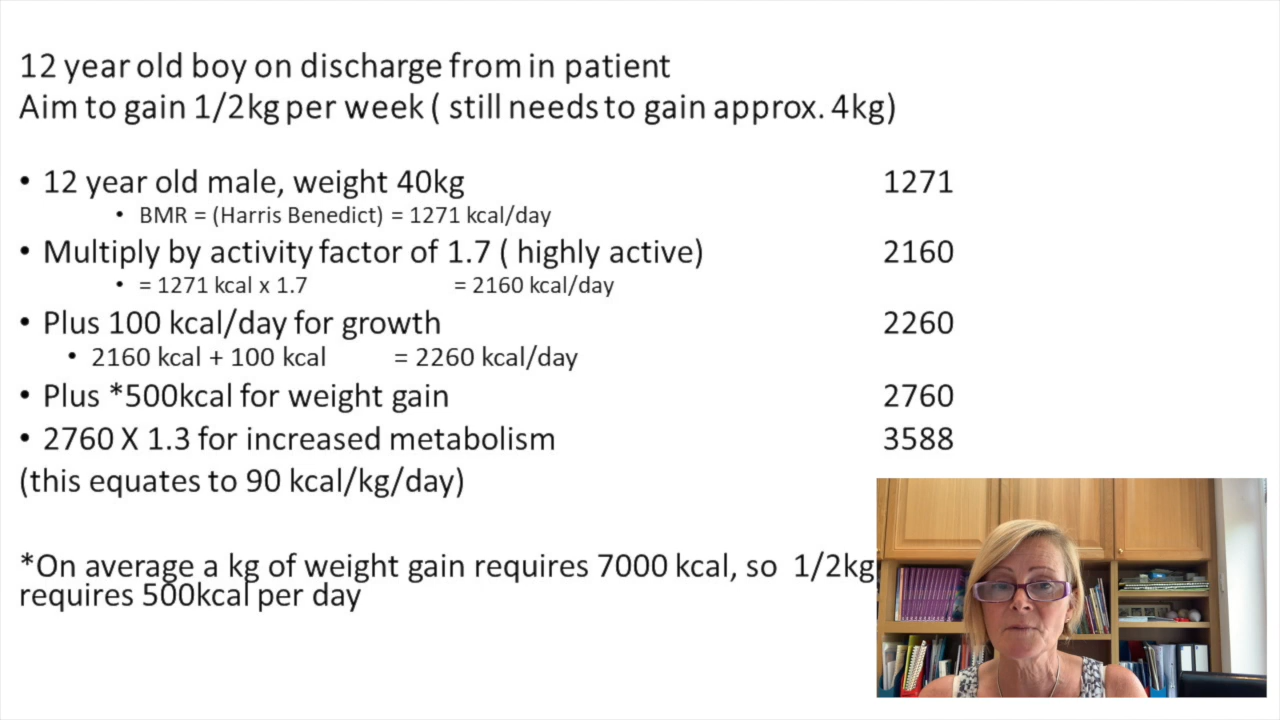 12 year old boy on discharge from in patient
Aim to gain 1/2kg per week ( still needs to gain approx. 4kg)
• 12 year old male, weight 40kg 1271
• BMR = (Harris Benedict) = 1271 kcal/day
• Multiply by activity factor of 1.7 ( highly active) 2160
• = 1271 kcal x 1.7 = 2160 kcal/day
• Plus 100 kcal/day for growth 2260
• 2160 kcal + 100 kcal = 2260 kcal/day
• Plus *500kcal for weight gain 2760
• 2760 X 1.3 for increased metabolism 3588
(this equates to 90 kcal/kg/day)
*On average a kg of weight gain requires 7000 kcal, so 1/2kg
requires 500kcal per day